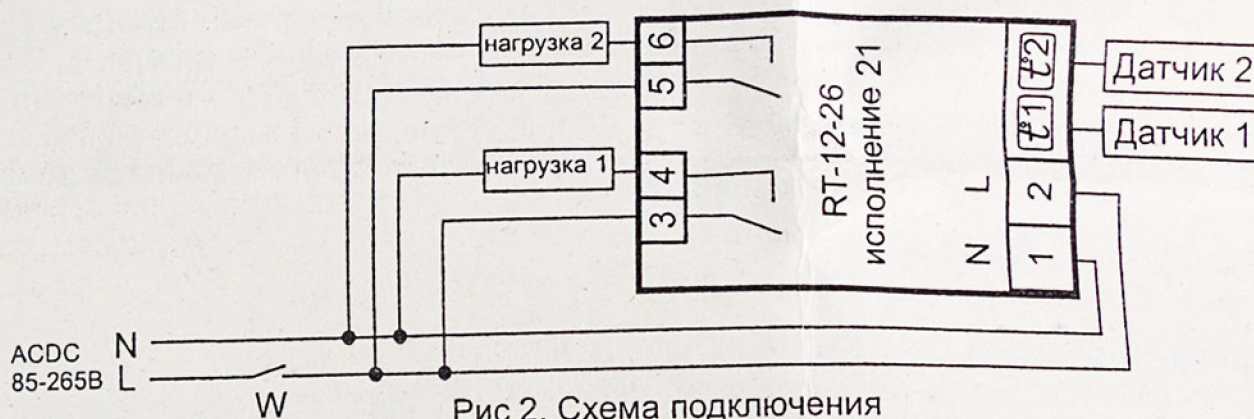 нагрузка 2
6
5
нагрузка 1
4
3
RT-12-26
исполнение 21
t°2
t°1
L
2
N
1
Датчик 2
Датчик 1
ACDC
85-265В
N
L
W
Рис 2. Схема подключения